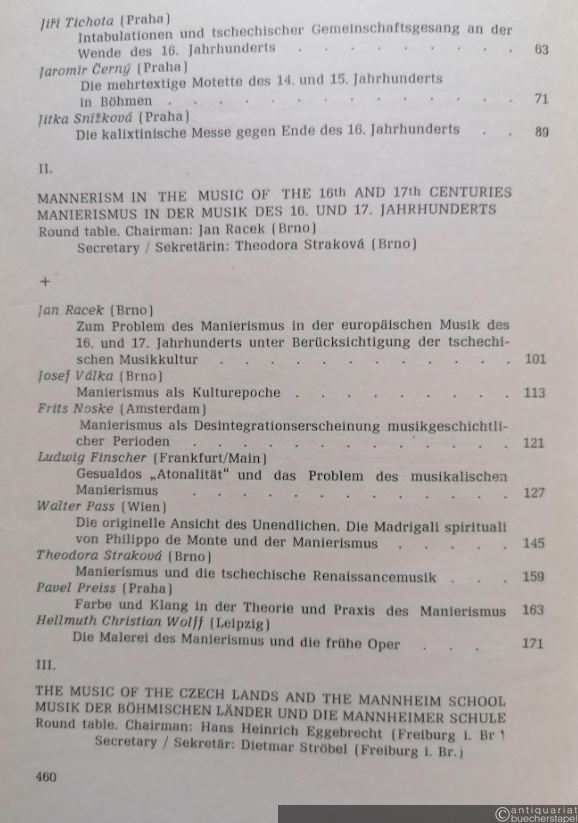 Jiří Tichota (Praha)
Intabulationen und tschechischer Gemeinschaftsgesang an der
Wende des 16. Jahrhunderts . . . . . . . . . 63
Jaromír Černý (Praha)
Die mehrtextige Motette des 14. und 15. Jahrhunderts
in Böhmen . . . . . . . . . . . . . . 71
Jitka Snížková (Praha)
Die kalixtinische Messe gegen Ende des 16. Jahrhunderts . . 89
II.
MANNERISM IN THE MUSIC OF THE 16th AND 17th CENTURIES
MANIERISMUS IN DER MUSIK DES 16. UND 17. JAHRHUNDERTS
Round table. Chairman: Jan Racek (Brno)
Secretary / Sekretärin: Theodora Straková (Brno)
+
Jan Racek (Brno)
Zum Problem des Manierismus in der europäischen Musik des
16. und 17. Jahrhunderts unter Berücksichtigung der tschechi-
schen Musikkultur . . . . . . . . . . . . 101
Josef Válka (Brno)
Manierismus als Kulturepoche . . . . . . . . . 113
Frits Noske (Amsterdam)
Manierismus als Desintegrationserscheinung musikgeschichtli-
cher Perioden . . . . . . . . . . . . . 121
Ludwig Finscher (Frankfurt/Main)
Gesualdos „Atonalität“ und das Problem des musikalischen
Manierismus . . . . . . . . . . . . . 127
Walter Pass (Wien)
Die originelle Ansicht des Unendlichen. Die Madrigali spirituali
von Philippo de Monte und der Manierismus . . . . . 145
Theodora Straková (Brno)
Manierismus und die tschechische Renaissancemusik . . . 159
Pavel Preiss (Praha)
Farbe und Klang in der Theorie und Praxis des Manierismus 163
Hellmuth Christian Wolff (Leipzig)
Die Malerei des Manierismus und die frühe Oper . . . 171
III.
THE MUSIC OF THE CZECH LANDS AND THE MANNHEIM SCHOOL
MUSIK DER BÖHMISCHEN LÄNDER UND DIE MANNHEIMER SCHULE
Round table. Chairman: Hans Heinrich Eggebrecht (Freiburg i. Br )
Secretary / Sekretär: Dietmar Ströbel (Freiburg i. Br.)
460
©antiquariat
buecherstapel